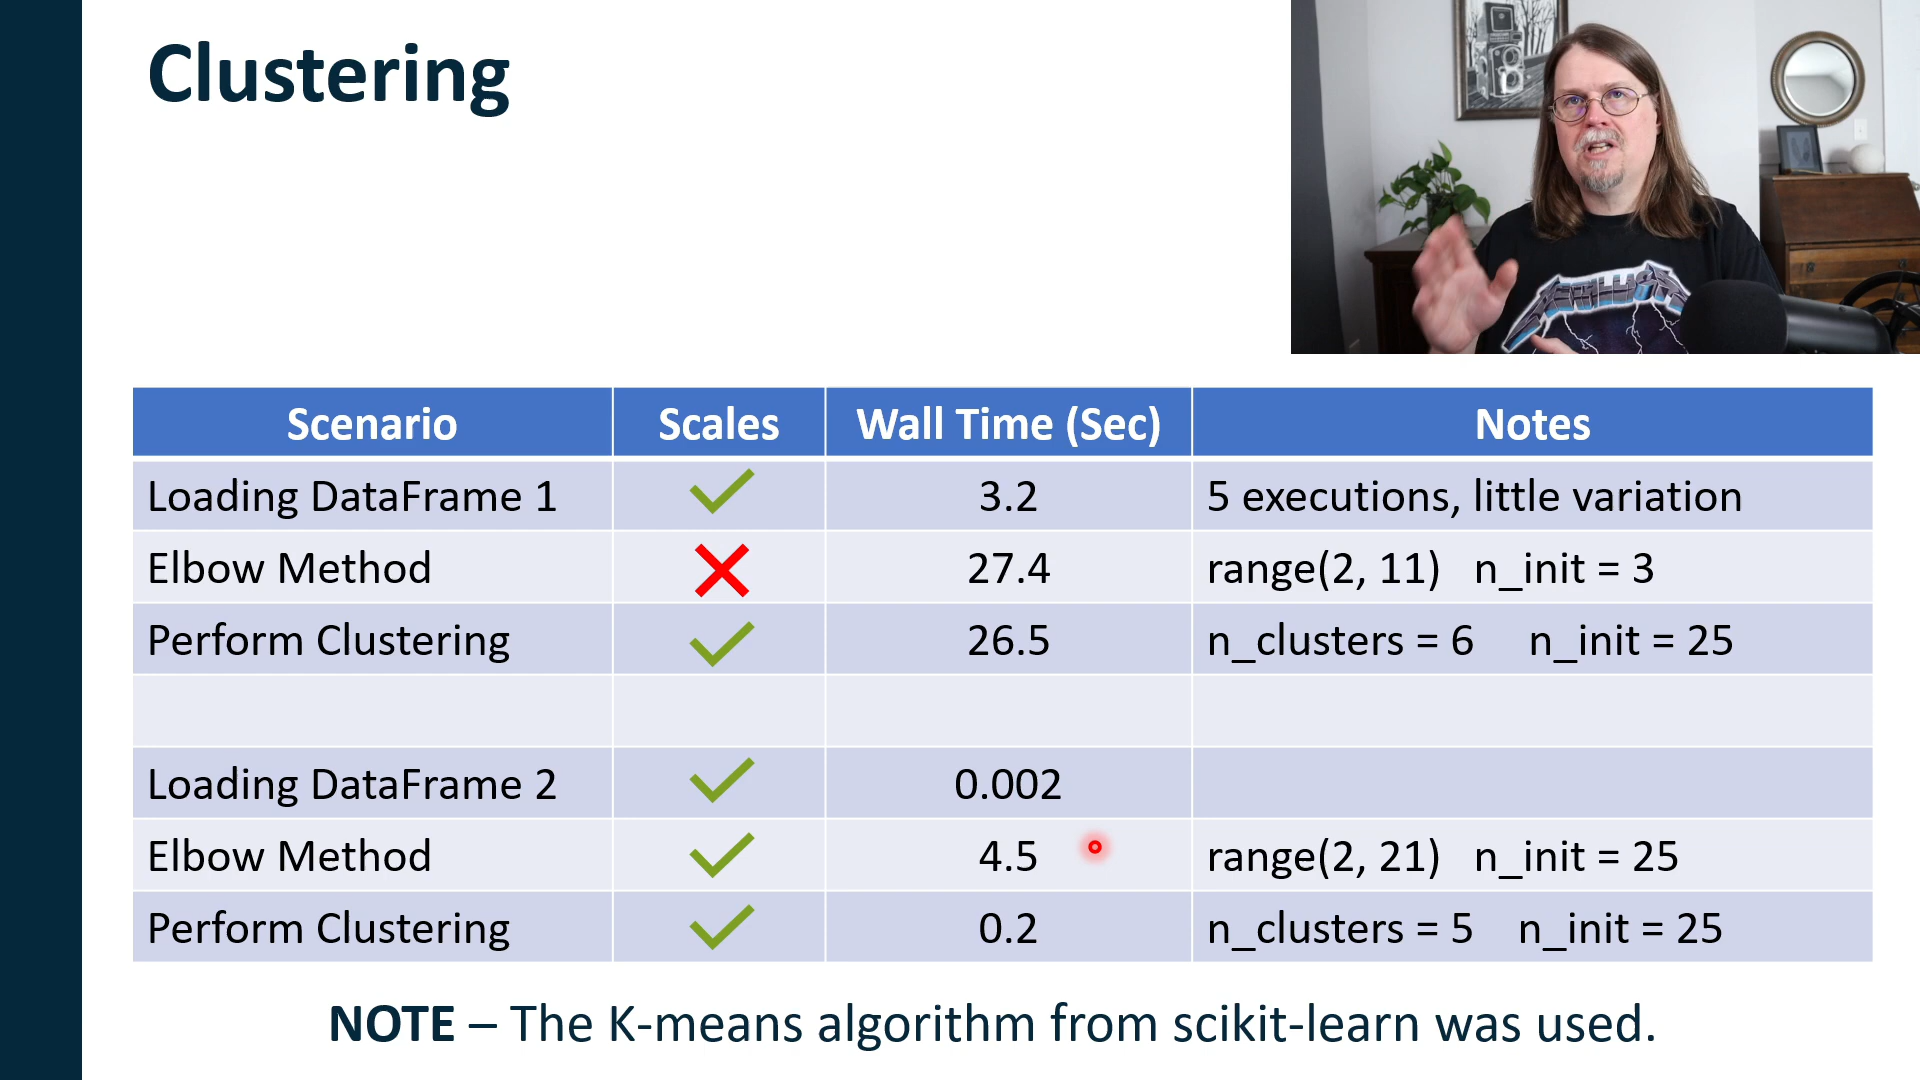 Clustering
METALLICA
Scenario Scales Wall Time (Sec) Notes
Loading DataFrame 1 3.2 5 executions, little variation
Elbow Method 27.4 range(2, 11) n_init = 3
Perform Clustering 26.5 n_clusters = 6 n_init = 25
Loading DataFrame 2 0.002
Elbow Method 4.5 range(2, 21) n_init = 25
Perform Clustering 0.2 n_clusters = 5 n_init = 25
NOTE – The K-means algorithm from scikit-learn was used.